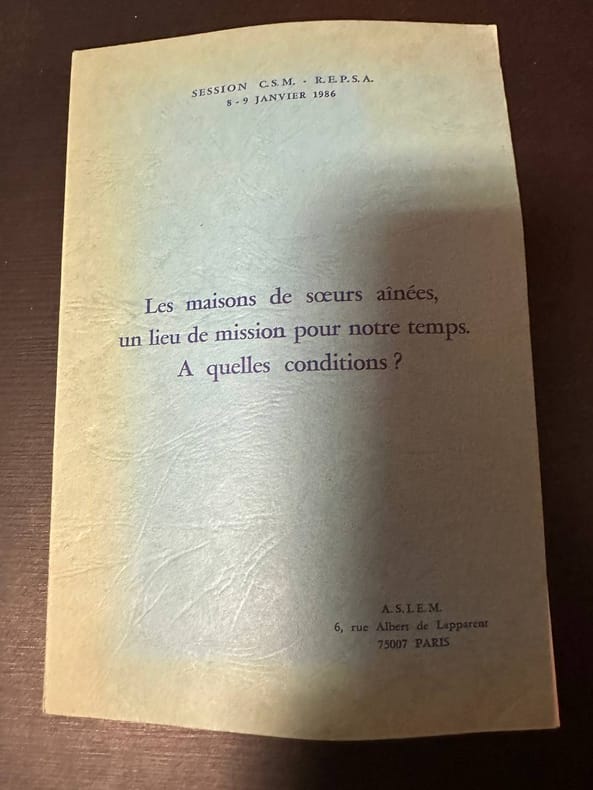 SESSION C.S.M. - R.E.P.S.A.
8 - 9 JANVIER 1986
Les maisons de sœurs aînées,
un lieu de mission pour notre temps.
A quelles conditions ?
A.S.I.E.M.
6, rue Albert de Lapparent
75007 PARIS